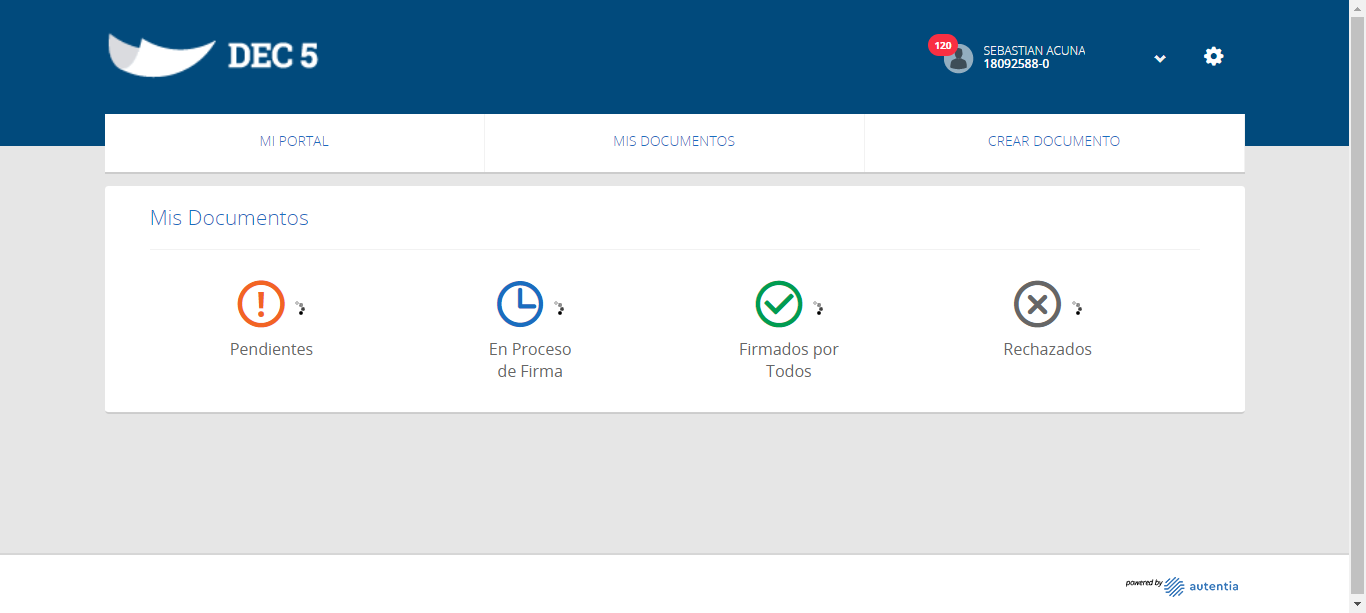 DEC 5
120
SEBASTIAN ACUNA
18092588-0
MI PORTAL
MIS DOCUMENTOS
CREAR DOCUMENTO
Mis Documentos
Pendientes
En Proceso
de Firma
Firmados por
Todos
Rechazados
powered by autentia